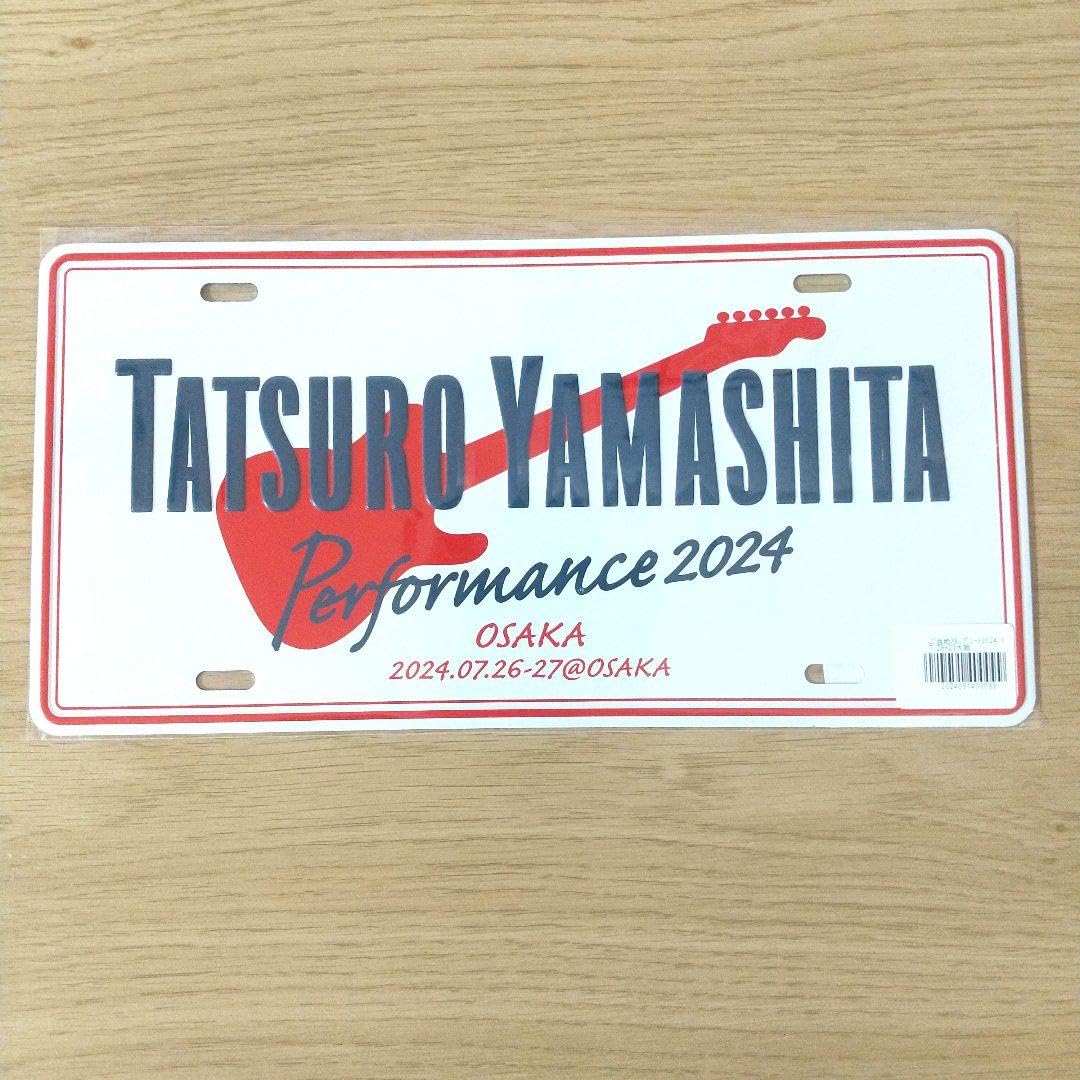 TATSURO YAMASHITA
Performance 2024
OSAKA
2024.07.26-27@OSAKA